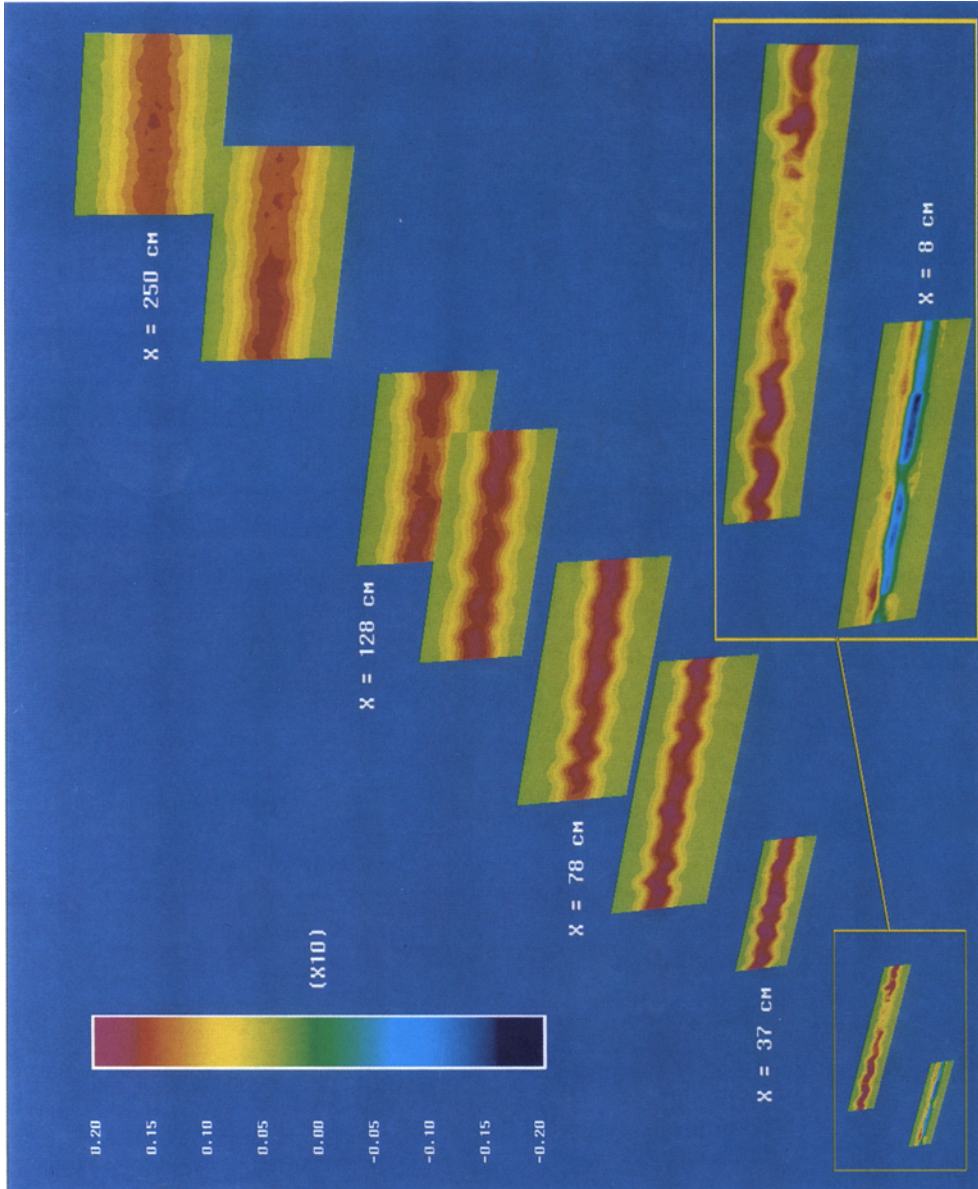 X = 250 CM
X = 128 CM
X = 78 CM
X = 37 CM
X = 8 CM
(X10)
0.20
0.15
0.10
0.05
0.00
-0.05
-0.10
-0.15
-0.20